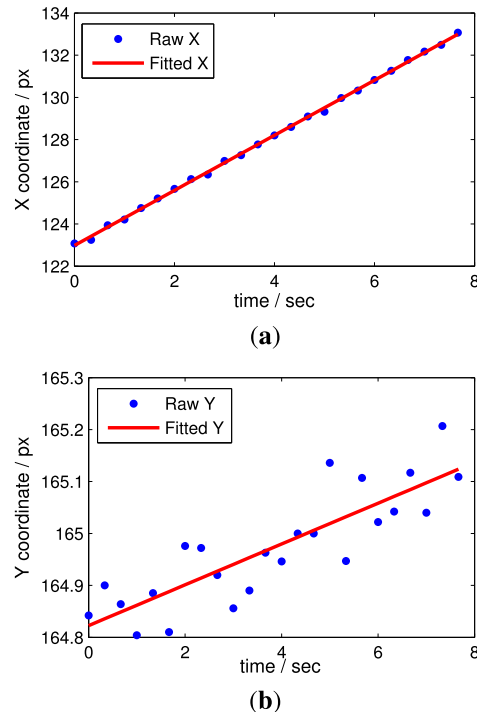 134
132
130
128
126
124
122
X coordinate / px
Raw X
Fitted X
0 2 4 6 8
time / sec
(a)
165.3
165.2
165.1
165
164.9
164.8
Y coordinate / px
Raw Y
Fitted Y
0 2 4 6 8
time / sec
(b)